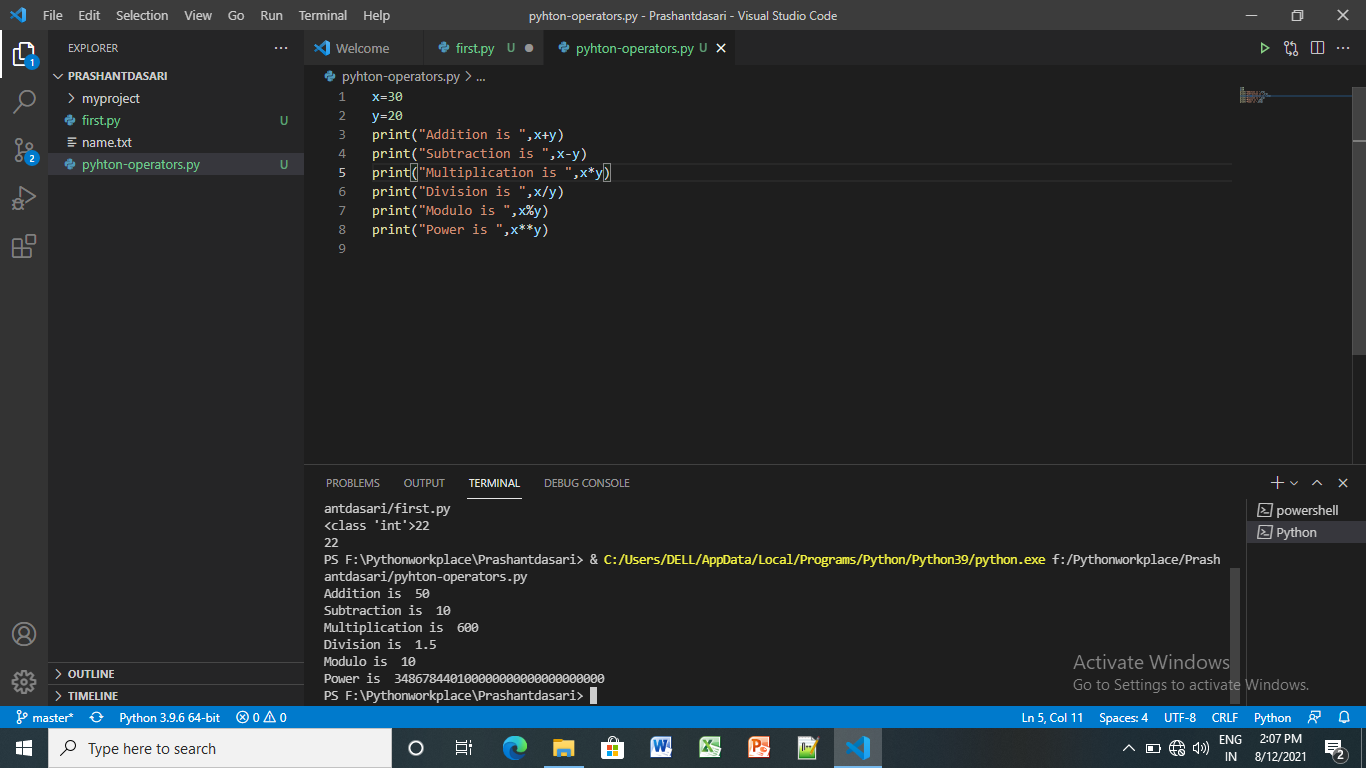 File Edit Selection View Go Run Terminal Help pyhton-operators.py - Prashantdasari - Visual Studio Code
EXPLORER
PRASHANTDASARI
myproject
first.py U
name.txt
pyhton-operators.py U
OUTLINE
TIMELINE
1
2
Welcome first.py U pyhton-operators.py U
pyhton-operators.py > ...
1 x=30
2 y=20
3 print("Addition is ",x+y)
4 print("Subtraction is ",x-y)
5 print("Multiplication is ",x*y)
6 print("Division is ",x/y)
7 print("Modulo is ",x%y)
8 print("Power is ",x**y)
9
PROBLEMS OUTPUT TERMINAL DEBUG CONSOLE
antdasari/first.py
<class 'int'>22
22
PS F:\Pythonworkplace\Prashantdasari> & C:/Users/DELL/AppData/Local/Programs/Python/Python39/python.exe f:/Pythonworkplace/Prash
antdasari/pyhton-operators.py
Addition is  50
Subtraction is  10
Multiplication is  600
Division is  1.5
Modulo is  10
Power is  348678440100000000000000000000
PS F:\Pythonworkplace\Prashantdasari>
powershell
Python
Activate Windows
Go to Settings to activate Windows.
master* Python 3.9.6 64-bit 0 0 Ln 5, Col 11 Spaces: 4 UTF-8 CRLF Python
Type here to search
ENG
IN
2:07 PM
8/12/2021
2